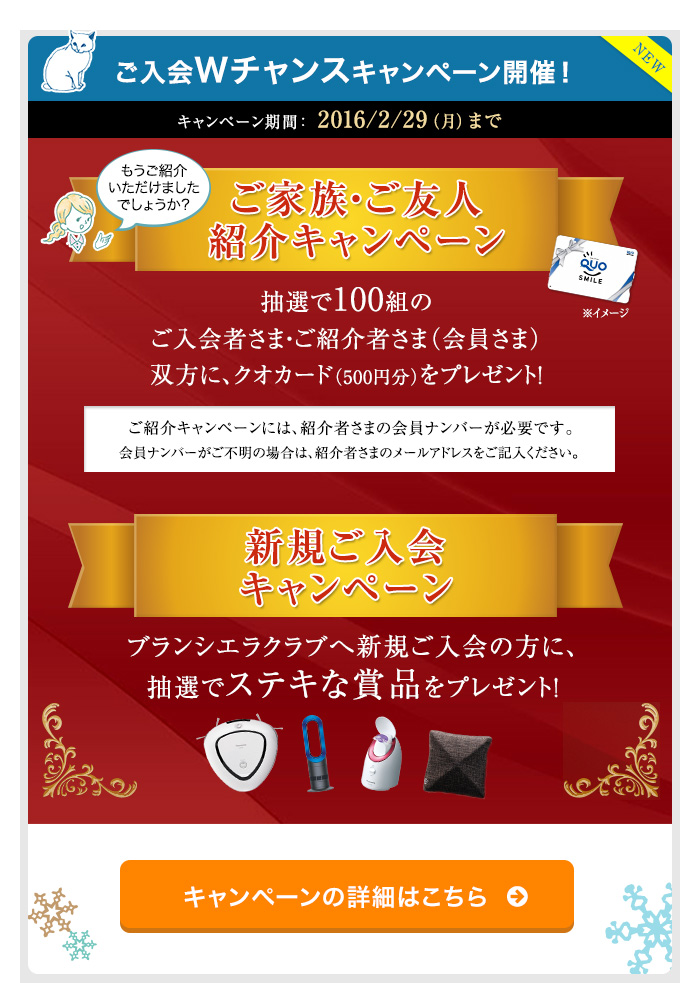 ご入会Wチャンスキャンペーン開催！
NEW
キャンペーン期間： 2016/2/29（月）まで
もうご紹介
いただけました
でしょうか？
ご家族・ご友人
紹介キャンペーン
QUO
SMILE
※イメージ
抽選で100組の
ご入会者さま・ご紹介者さま（会員さま）
双方に、クオカード（500円分）をプレゼント！
ご紹介キャンペーンには、紹介者さまの会員ナンバーが必要です。
会員ナンバーがご不明の場合は、紹介者さまのメールアドレスをご記入ください。
新規ご入会
キャンペーン
ブランシエラクラブへ新規ご入会の方に、
抽選でステキな賞品をプレゼント！
キャンペーンの詳細はこちら